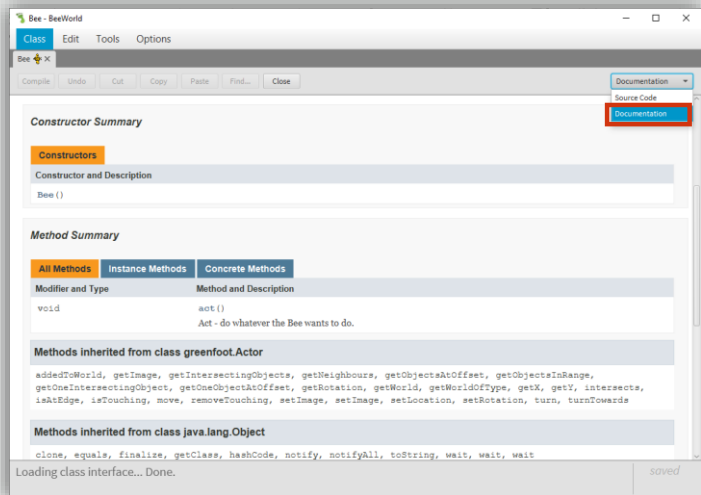 Bee - BeeWorld
Class Edit Tools Options
Bee
Compile Undo Cut Copy Paste Find... Close Documentation
Source Code
Documentation
Constructor Summary
Constructors
Constructor and Description
Bee()
Method Summary
All Methods Instance Methods Concrete Methods
Modifier and Type Method and Description
void act()
Act - do whatever the Bee wants to do.
Methods inherited from class greenfoot.Actor
addedToWorld, getImage, getIntersectingObjects, getNeighbours, getObjectsAtOffset, getObjectsInRange,
getOneIntersectingObject, getOneObjectAtOffset, getRotation, getWorld, getWorldOfType, getX, getY, intersects,
isAtEdge, isTouching, move, removeTouching, setImage, setImage, setLocation, setRotation, turn, turnTowards
Methods inherited from class java.lang.Object
clone, equals, finalize, getClass, hashCode, notify, notifyAll, toString, wait, wait, wait
Loading class interface... Done. saved